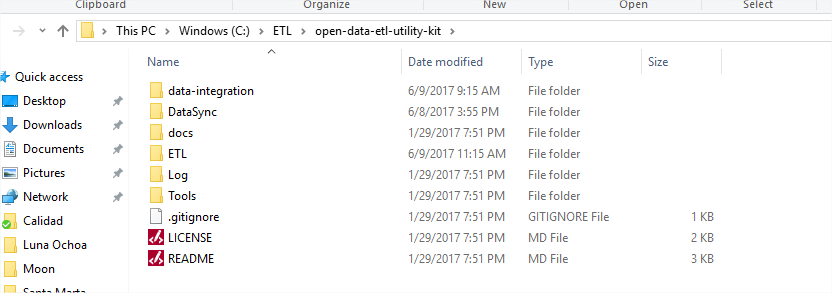 Clipboard Organize New Open Select
This PC Windows (C:) ETL open-data-etl-utility-kit
Name Date modified Type Size
Quick access
Desktop
Downloads
Documents
Pictures
Network
Calidad
Luna Ochoa
Moon
Santa Marta
data-integration 6/9/2017 9:15 AM File folder
DataSync 6/8/2017 3:55 PM File folder
docs 1/29/2017 7:51 PM File folder
ETL 6/9/2017 11:15 AM File folder
Log 1/29/2017 7:51 PM File folder
Tools 1/29/2017 7:51 PM File folder
.gitignore 1/29/2017 7:51 PM GITIGNORE File 1 KB
LICENSE 1/29/2017 7:51 PM MD File 2 KB
README 1/29/2017 7:51 PM MD File 3 KB